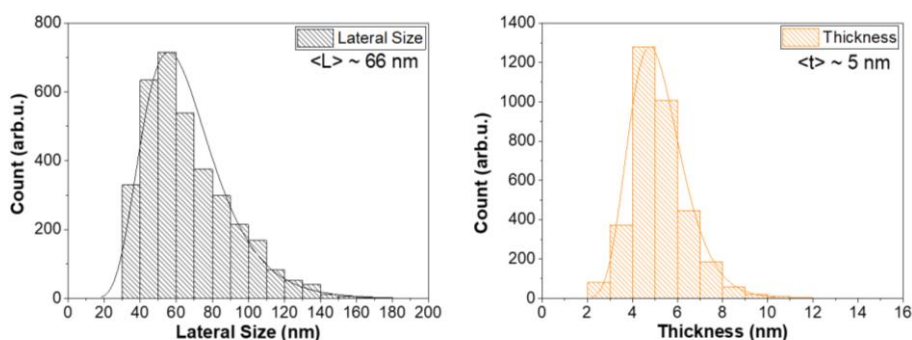 800
600
400
200
0
Count (arb.u.)
Lateral Size
<L> ~ 66 nm
0 20 40 60 80 100 120 140 160 180 200
Lateral Size (nm)
1400
1200
1000
800
600
400
200
0
Count (arb.u.)
Thickness
<t> ~ 5 nm
0 2 4 6 8 10 12 14 16
Thickness (nm)